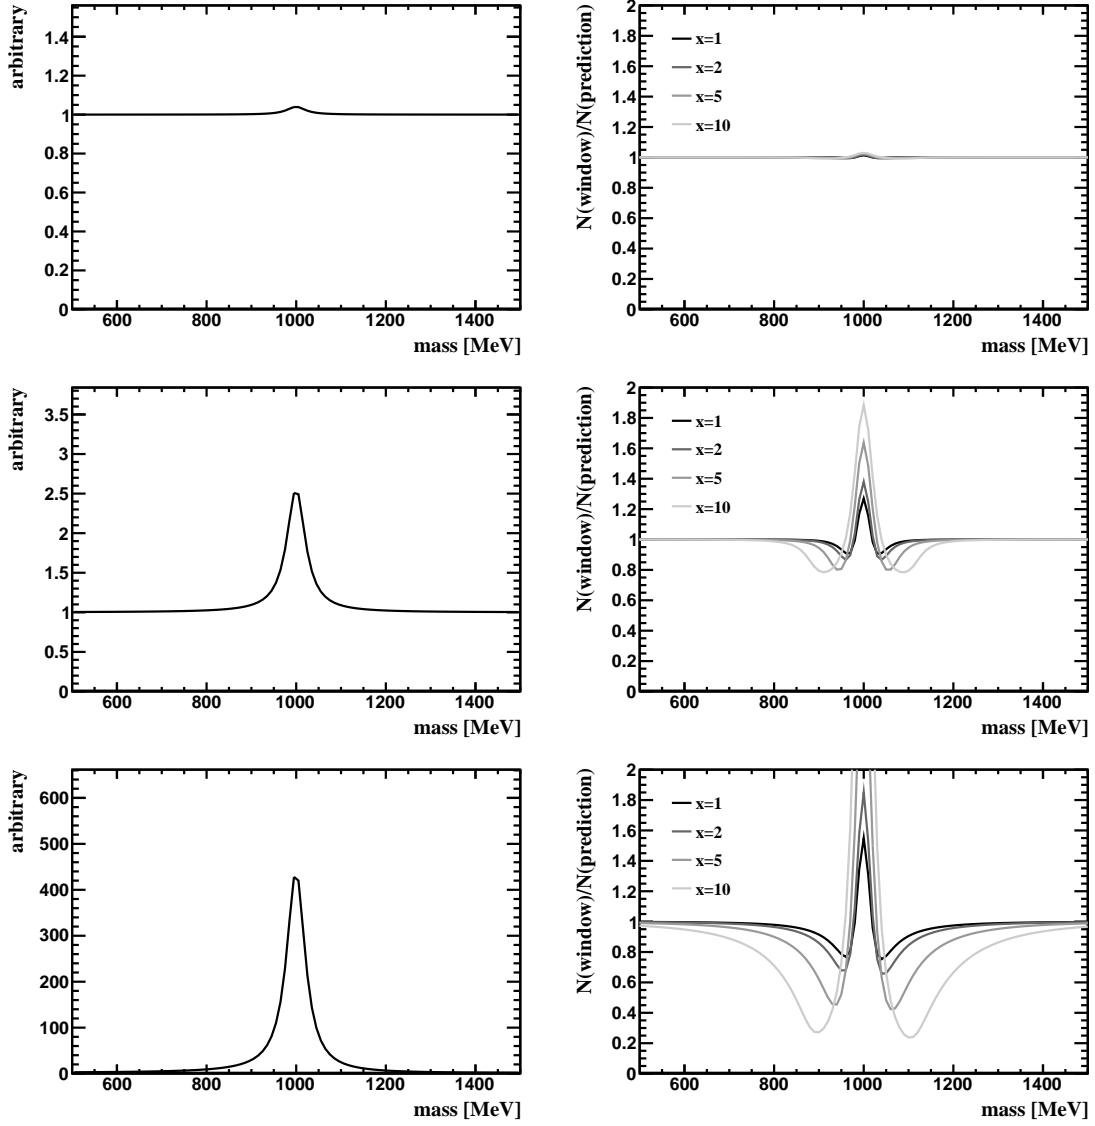 arbitrary
1.4
1.2
1
0.8
0.6
0.4
0.2
0
600 800 1000 1200 1400
mass [MeV]
N(window)/N(prediction)
2
1.8
1.6
1.4
1.2
1
0.8
0.6
0.4
0.2
0
x=1
x=2
x=5
x=10
600 800 1000 1200 1400
mass [MeV]
arbitrary
3.5
3
2.5
2
1.5
1
0.5
0
600 800 1000 1200 1400
mass [MeV]
N(window)/N(prediction)
2
1.8
1.6
1.4
1.2
1
0.8
0.6
0.4
0.2
0
x=1
x=2
x=5
x=10
600 800 1000 1200 1400
mass [MeV]
arbitrary
600
500
400
300
200
100
0
600 800 1000 1200 1400
mass [MeV]
N(window)/N(prediction)
2
1.8
1.6
1.4
1.2
1
0.8
0.6
0.4
0.2
0
x=1
x=2
x=5
x=10
600 800 1000 1200 1400
mass [MeV]